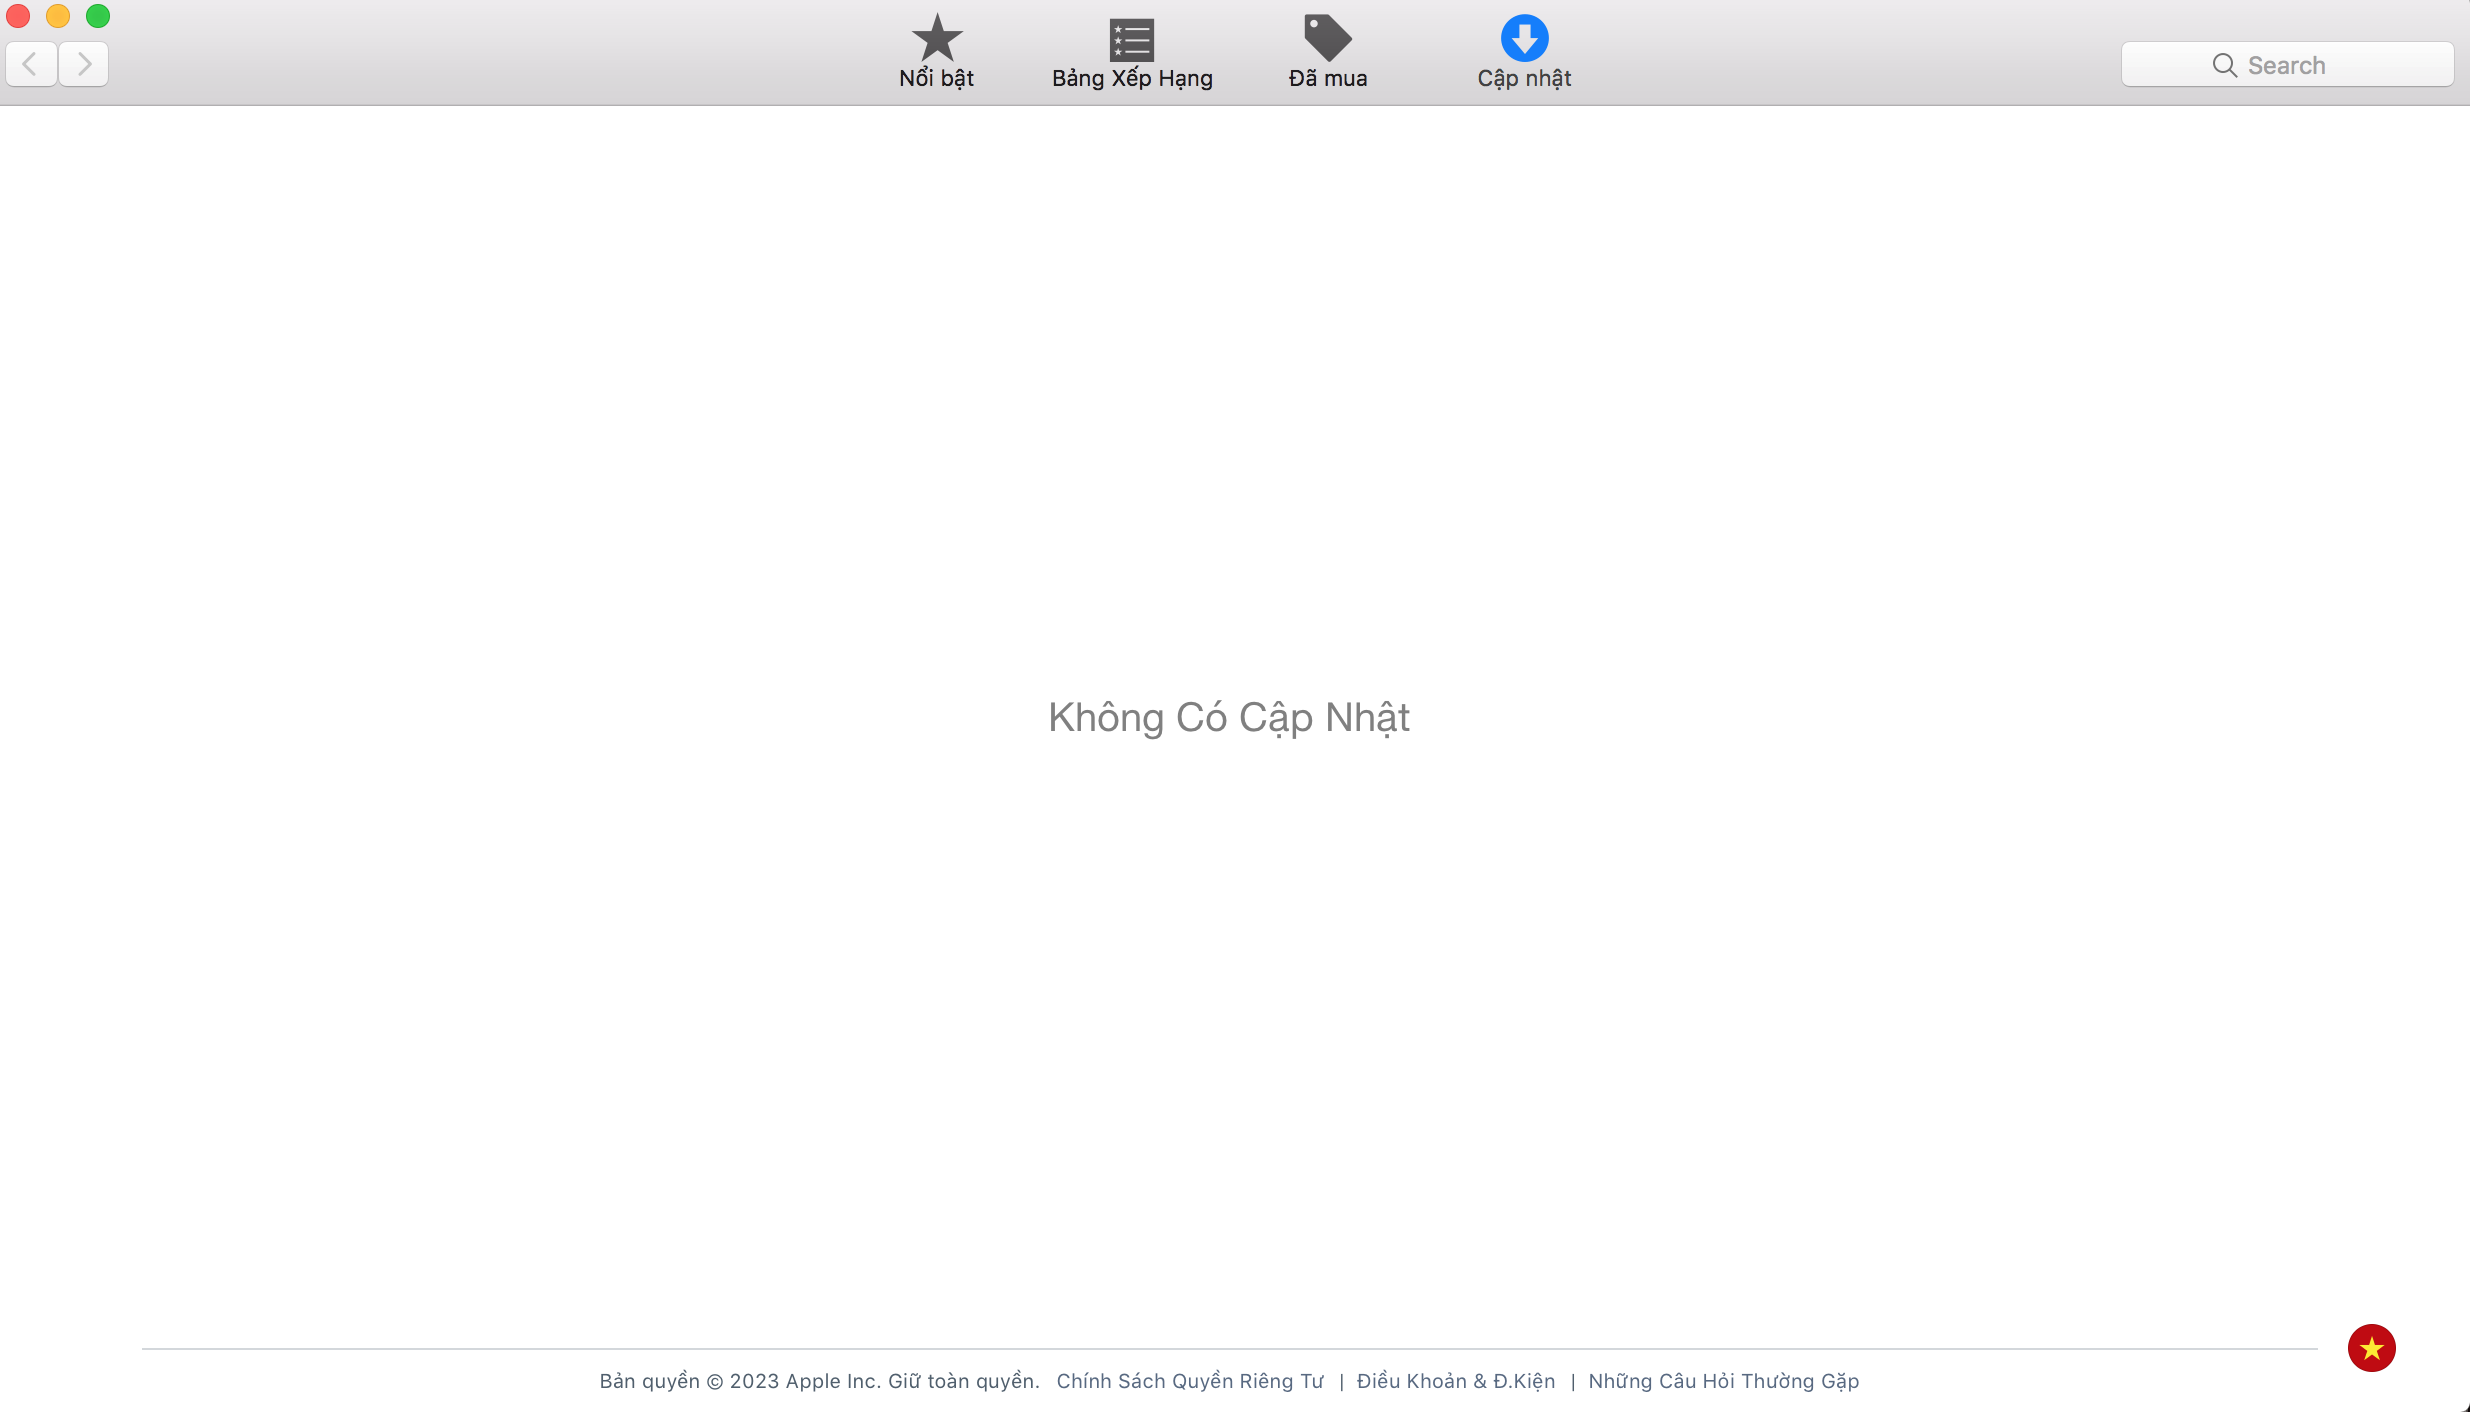 Nổi bật
Bảng Xếp Hạng
Đã mua
Cập nhật
Search
Không Có Cập Nhật
Bản quyền © 2023 Apple Inc. Giữ toàn quyền. Chính Sách Quyền Riêng Tư | Điều Khoản & Đ.Kiện | Những Câu Hỏi Thường Gặp